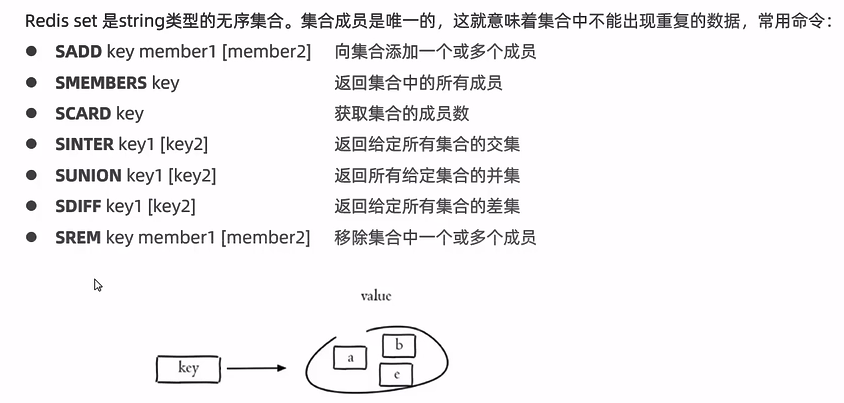 Redis set 是string类型的无序集合。集合成员是唯一的，这就意味着集合中不能出现重复的数据，常用命令：
● SADD key member1 [member2] 向集合添加一个或多个成员
● SMEMBERS key 返回集合中的所有成员
● SCARD key 获取集合的成员数
● SINTER key1 [key2] 返回给定所有集合的交集
● SUNION key1 [key2] 返回所有给定集合的并集
● SDIFF key1 [key2] 返回给定所有集合的差集
● SREM key member1 [member2] 移除集合中一个或多个成员
value
b
a
key
c